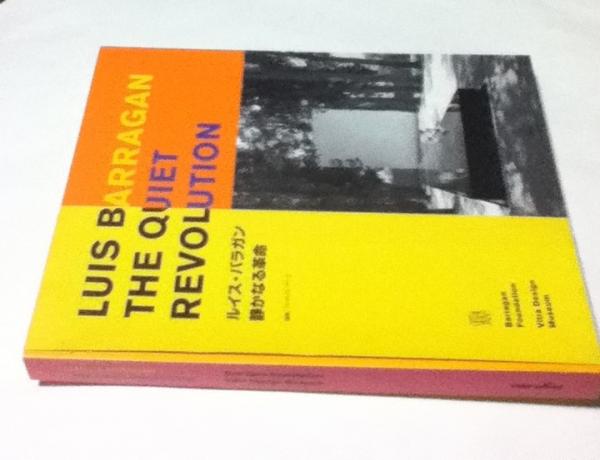 LUIS BARRAGAN
THE QUIET
REVOLUTION
ルイス・バラガン
静かなる革命
Barragan
Foundation
Vitra Design
Museum